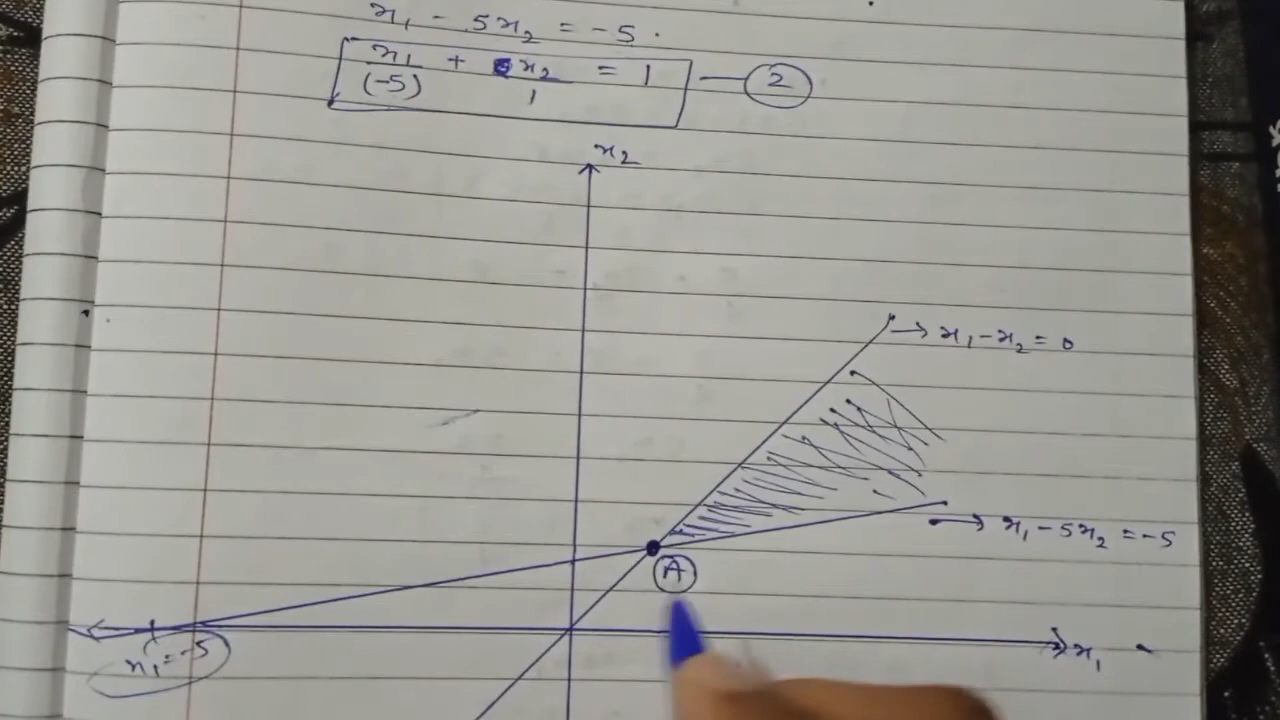 x₁ - 5x₂ = -5.
x₁/(-5) + x₂/1 = 1 — ②
x₂
→ x₁ - x₂ = 0
→ x₁ - 5x₂ = -5
Ⓐ
x₁ = -5
x₁